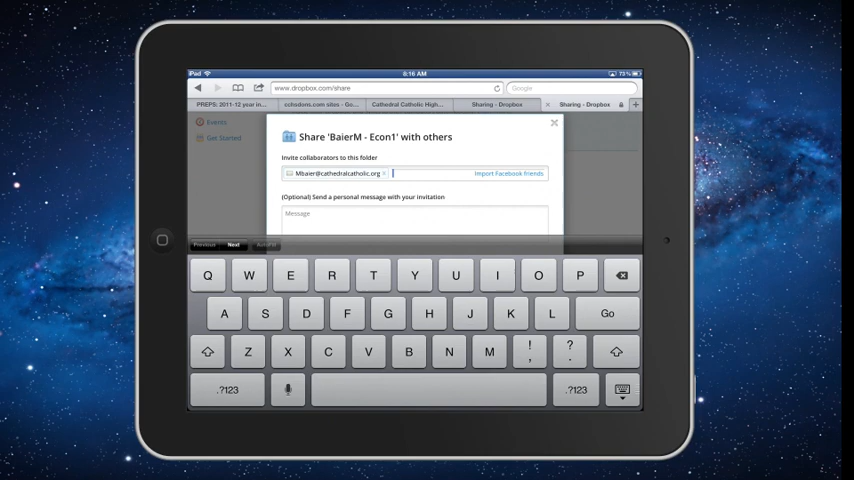 iPad 8:16 AM 73%
www.dropbox.com/share Google
PREPS: 2011-12 year in... cchsdons.com sites - Go... Cathedral Catholic High... Sharing - Dropbox Sharing - Dropbox
Events
Get Started
Share 'BaierM - Econ1' with others
Invite collaborators to this folder
Mbaier@cathedralcatholic.org Import Facebook friends
(Optional) Send a personal message with your invitation
Message
Previous Next AutoFill
Q W E R T Y U I O P
A S D F G H J K L Go
Z X C V B N M ! , ? .
.?123 .?123